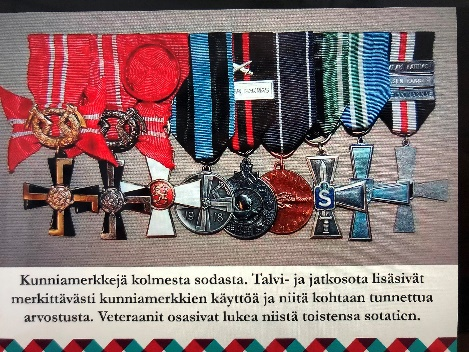 1918
S
Kunniamerkkejä kolmesta sodasta. Talvi- ja jatkosota lisäsivät
merkittävästi kunniamerkkien käyttöä ja niitä kohtaan tunnettua
arvostusta. Veteraanit osasivat lukea niistä toistensa sotatien.